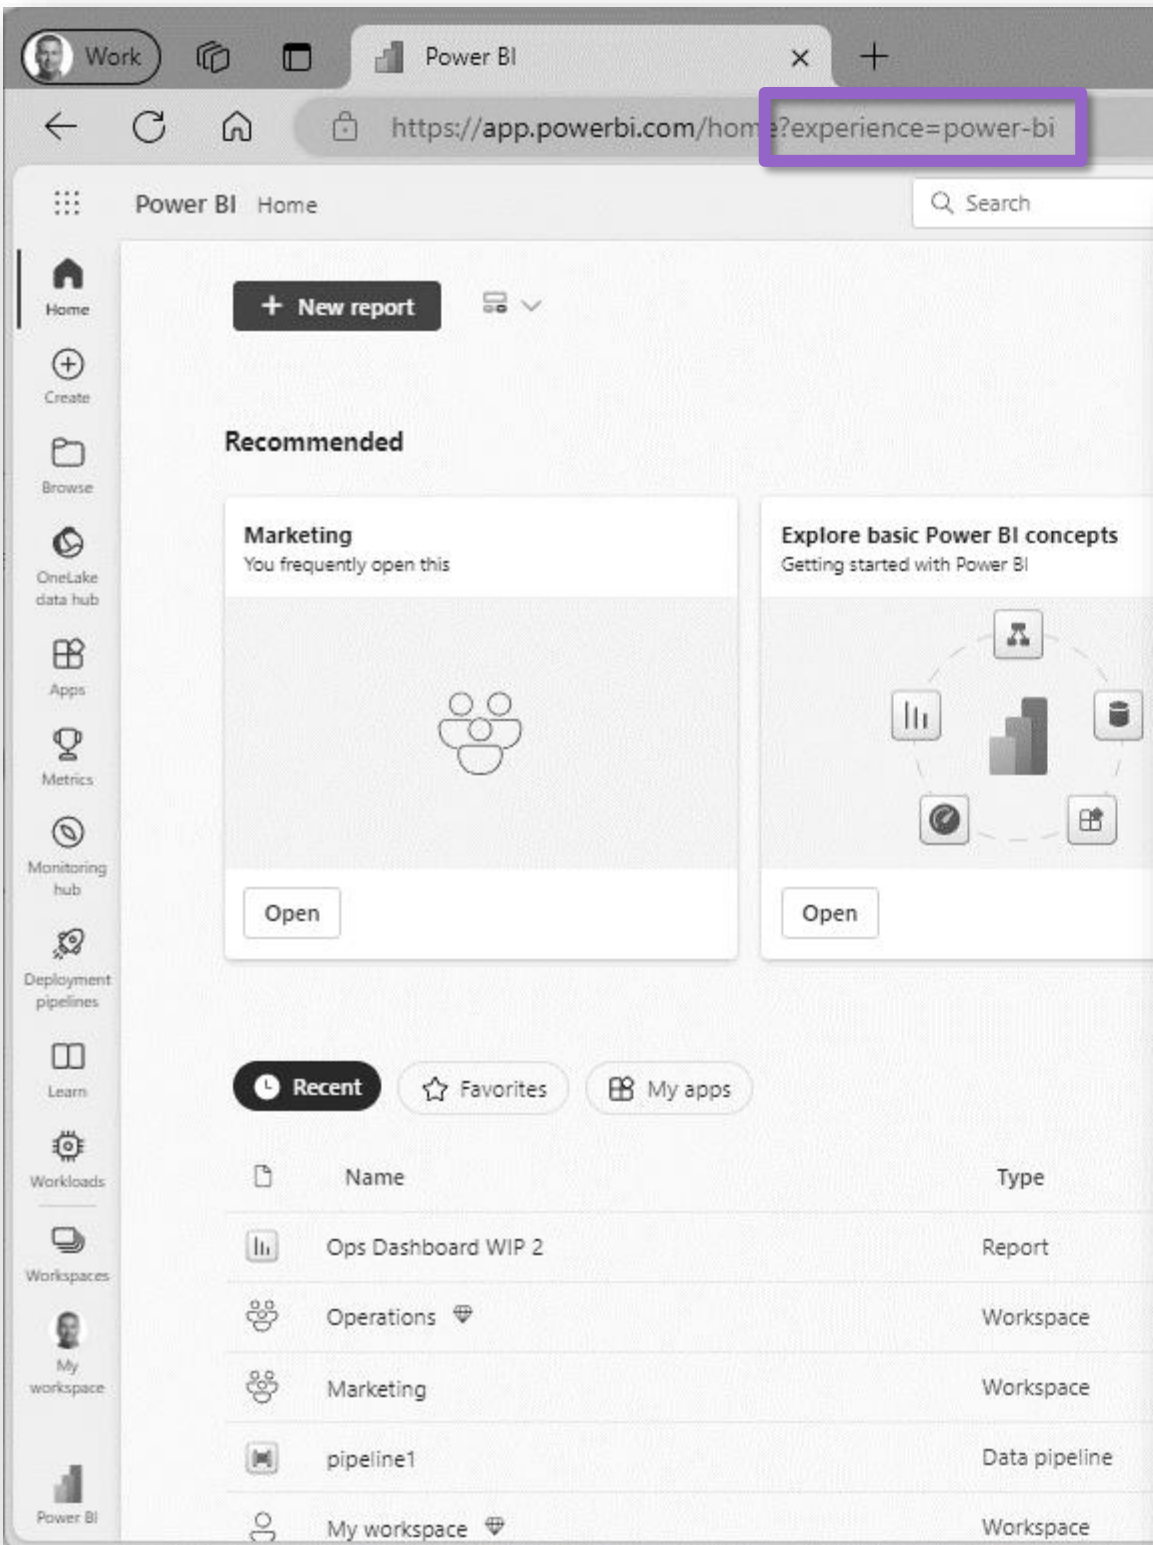 Work
Power BI
https://app.powerbi.com/home?experience=power-bi
Power BI Home
Search
Home
Create
Browse
OneLake
data hub
Apps
Metrics
Monitoring
hub
Deployment
pipelines
Learn
Workloads
Workspaces
My
workspace
Power BI
New report
Recommended
Marketing
You frequently open this
Open
Explore basic Power BI concepts
Getting started with Power BI
Open
Recent
Favorites
My apps
Name Type
Ops Dashboard WIP 2 Report
Operations Workspace
Marketing Workspace
pipeline1 Data pipeline
My workspace Workspace